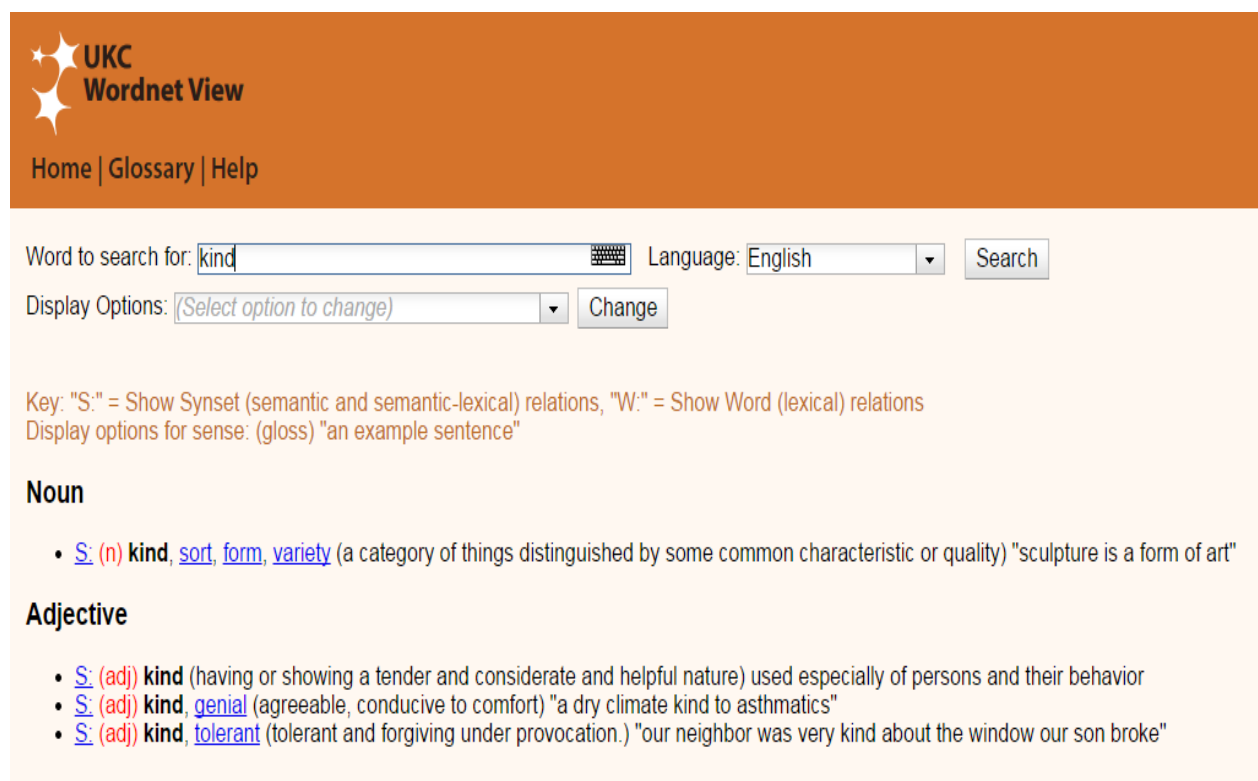 UKC
Wordnet View
Home | Glossary | Help
Word to search for: kind Language: English Search
Display Options: (Select option to change) Change
Key: "S:" = Show Synset (semantic and semantic-lexical) relations, "W:" = Show Word (lexical) relations
Display options for sense: (gloss) "an example sentence"
Noun
• S: (n) kind, sort, form, variety (a category of things distinguished by some common characteristic or quality) "sculpture is a form of art"
Adjective
• S: (adj) kind (having or showing a tender and considerate and helpful nature) used especially of persons and their behavior
• S: (adj) kind, genial (agreeable, conducive to comfort) "a dry climate kind to asthmatics"
• S: (adj) kind, tolerant (tolerant and forgiving under provocation.) "our neighbor was very kind about the window our son broke"